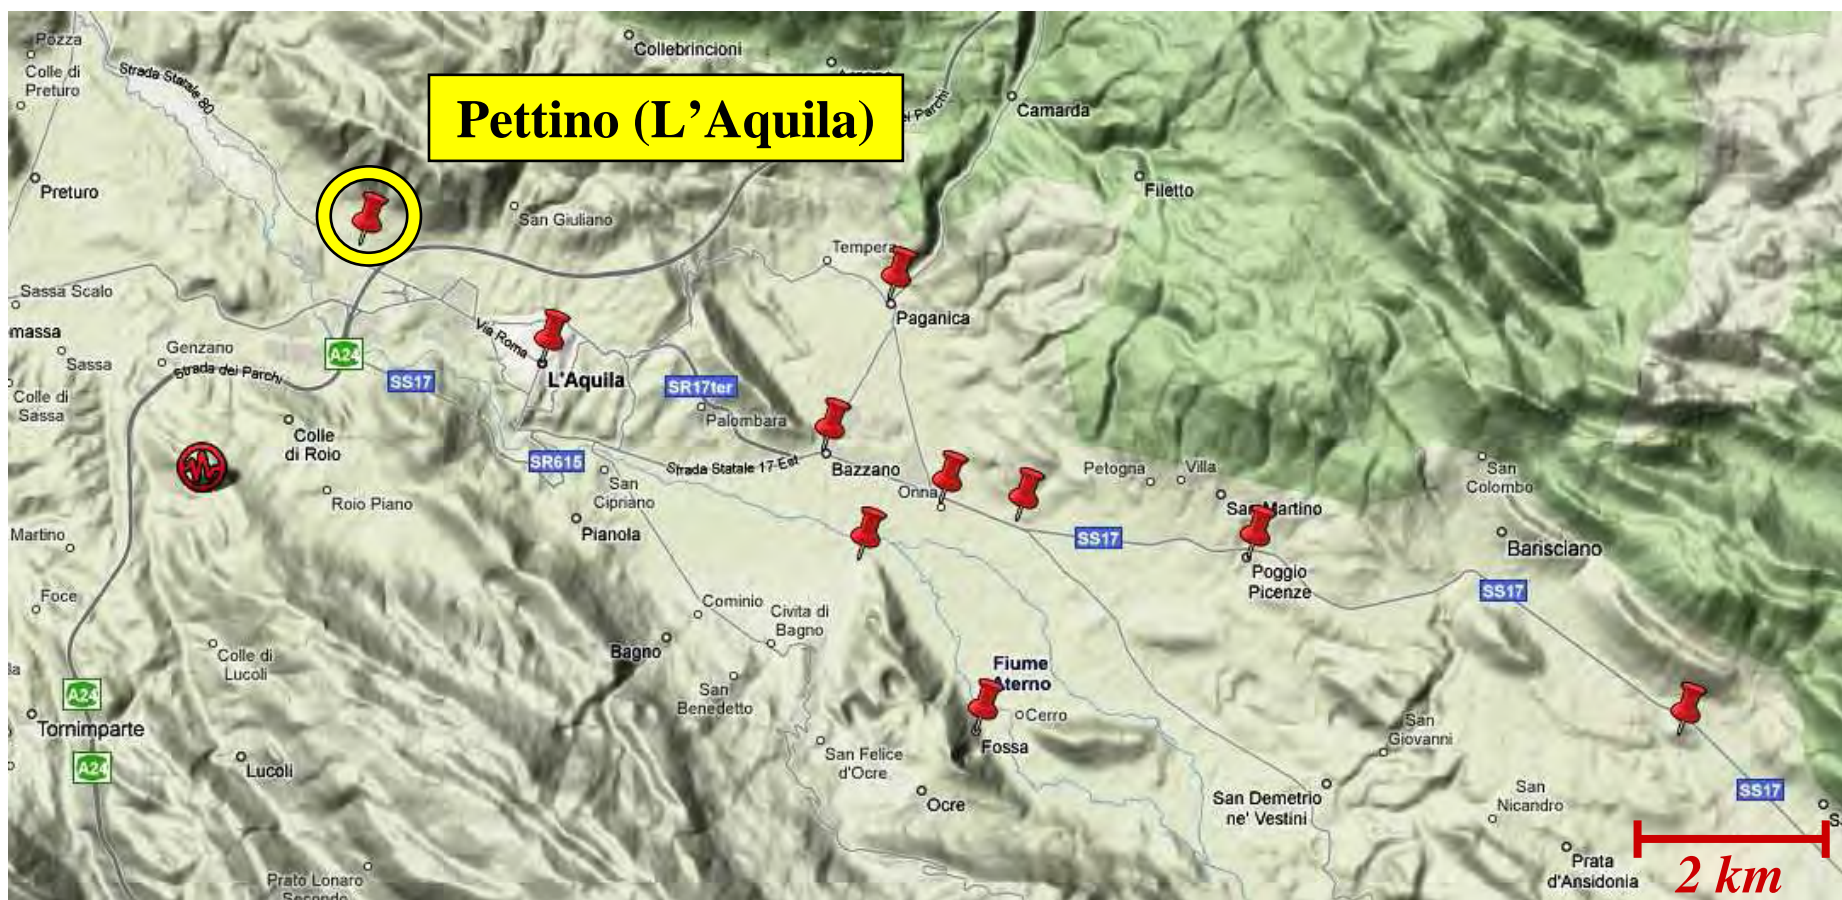 Pozza
Colle di
Preturo
Strada Statale 80
Collebrincioni
Pettino (L’Aquila)
Camarda
Preturo
Filetto
San Giuliano
Tempera
Sassa Scalo
Paganica
massa
Genzano
Sassa
Via Roma
A24
Strada dei Parchi
SS17
L'Aquila
SR17ter
Colle di
Sassa
Palombara
Colle
di Roio
SR615
Strada Statale 17 Est
Bazzano
Petogna
Villa
San
Colombo
San
Cipriano
Onna
Roio Piano
San Martino
Martino
Pianola
SS17
Barisciano
Poggio
Picenze
SS17
Foce
Cominio
Civita di
Bagno
Bagno
Colle di
Lucoli
Fiume
Aterno
A24
San
Benedetto
Cerro
San
Giovanni
Tornimparte
Fossa
San Felice
d'Ocre
A24
Lucoli
Ocre
San Demetrio
ne' Vestini
San
Nicandro
SS17
Prata
d'Ansidonia
2 km
Prato Lonaro